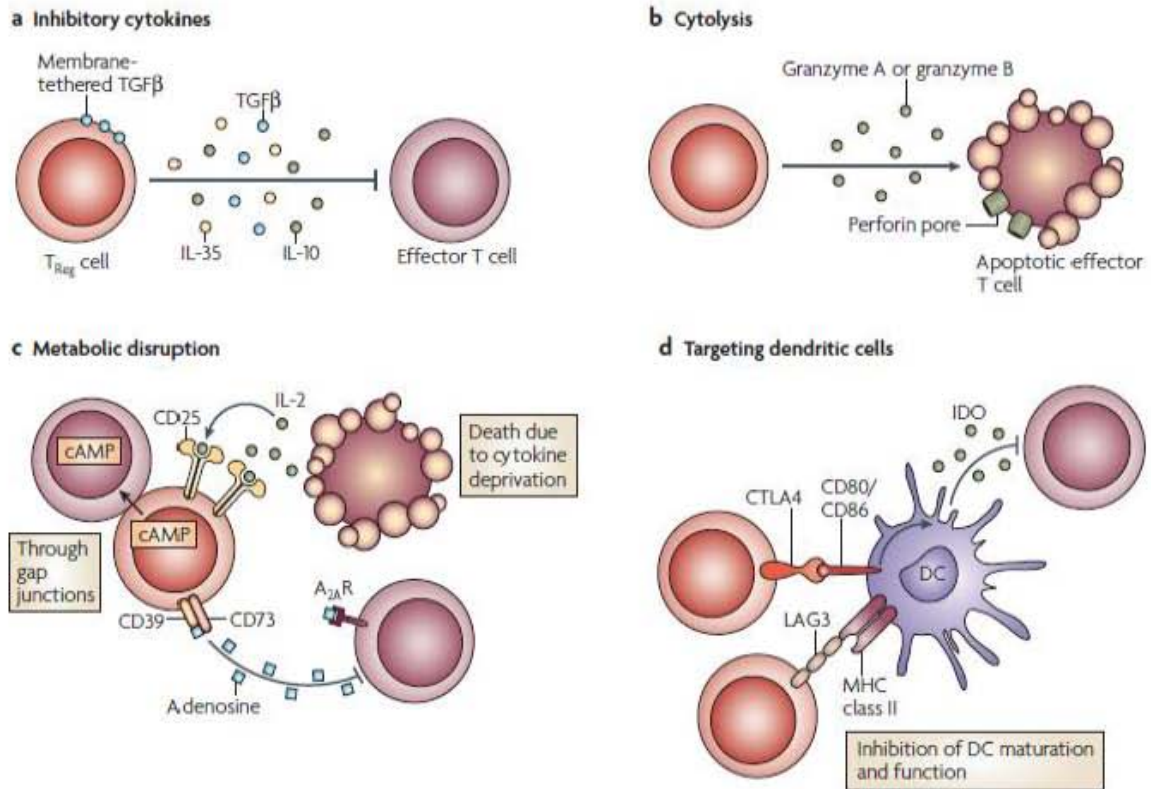 a Inhibitory cytokines
Membrane-
tethered TGFβ
TGFβ
IL-35
IL-10
T_Reg cell
Effector T cell
b Cytolysis
Granzyme A or granzyme B
Perforin pore
Apoptotic effector
T cell
c Metabolic disruption
IL-2
CD25
cAMP
cAMP
Death due
to cytokine
deprivation
Through
gap
junctions
CD39
CD73
A2AR
Adenosine
d Targeting dendritic cells
IDO
CTLA4
CD80/
CD86
DC
LAG3
MHC
class II
Inhibition of DC maturation
and function